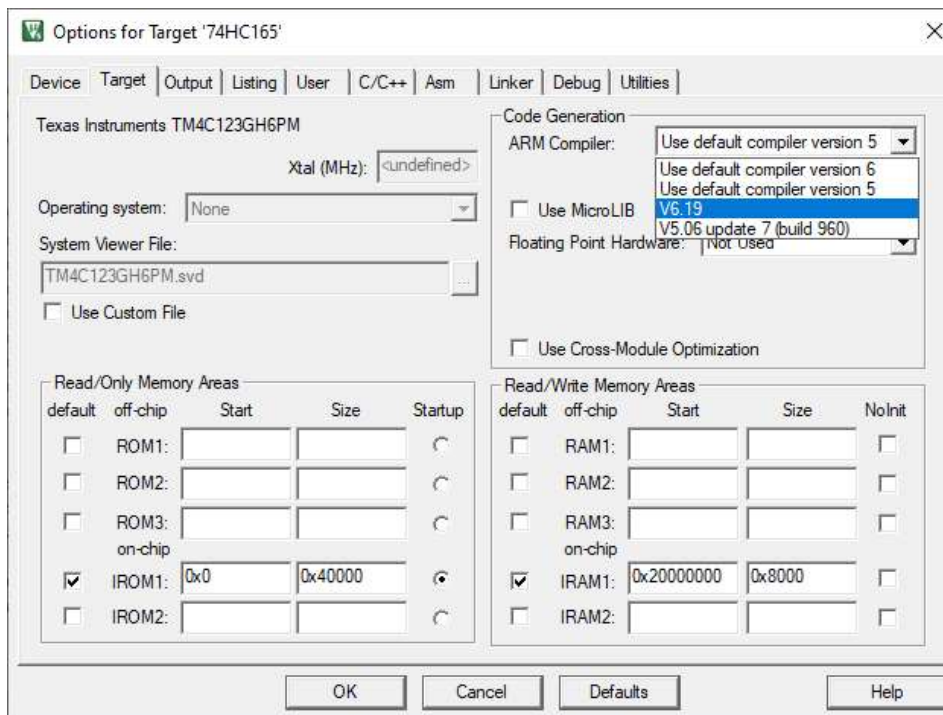 Options for Target '74HC165'
Device Target Output Listing User C/C++ Asm Linker Debug Utilities
Texas Instruments TM4C123GH6PM
Xtal (MHz): <undefined>
Operating system: None
System Viewer File:
TM4C123GH6PM.svd
...
Use Custom File
Code Generation
ARM Compiler: Use default compiler version 5
Use default compiler version 6
Use default compiler version 5
V6.19
V5.06 update 7 (build 960)
Use MicroLIB
Floating Point Hardware: Not Used
Use Cross-Module Optimization
Read/Only Memory Areas
default off-chip Start Size Startup
ROM1:
ROM2:
ROM3:
on-chip
IROM1: 0x0 0x40000
IROM2:
Read/Write Memory Areas
default off-chip Start Size NoInit
RAM1:
RAM2:
RAM3:
on-chip
IRAM1: 0x20000000 0x8000
IRAM2:
OK Cancel Defaults Help